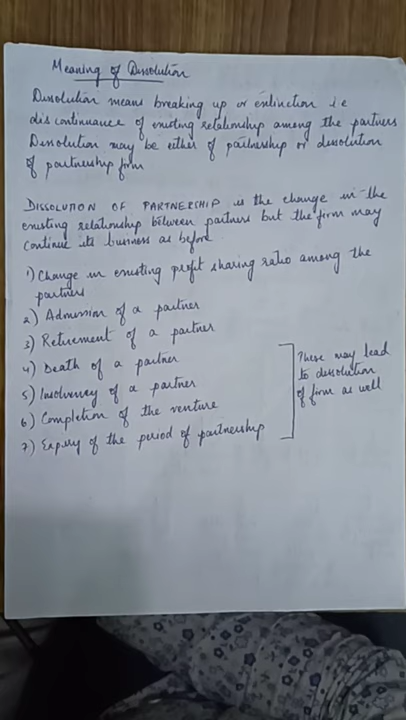 Meaning of Dissolution
Dissolution means breaking up or extinction i.e
discontinuance of existing relationship among the partners
Dissolution may be either of partnership or dissolution
of partnership firm
DISSOLUTION OF PARTNERSHIP is the change in the
existing relationship between partners but the firm may
continue its business as before.
1) Change in existing profit sharing ratio among the
partners
2) Admission of a partner
3) Retirement of a partner
4) Death of a partner
5) Insolvency of a partner
6) Completion of the venture
7) Expiry of the period of partnership
These may lead
to dissolution
of firm as well